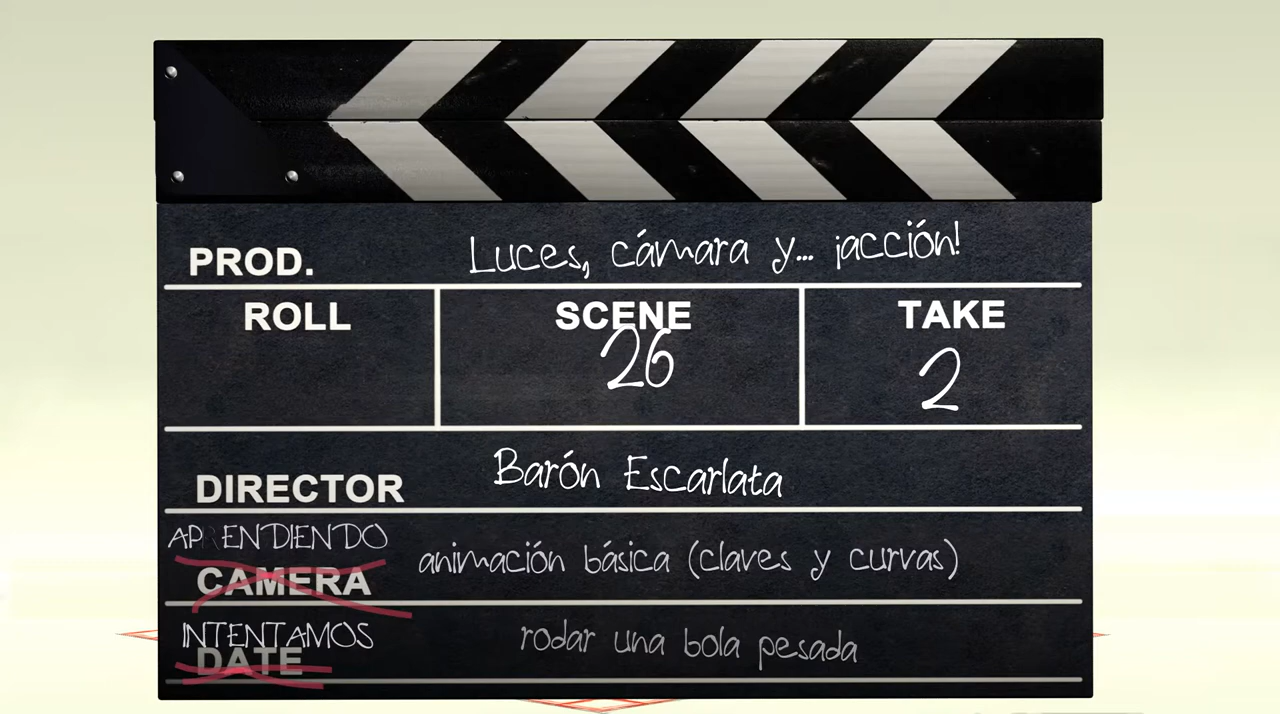 PROD. Luces, cámara y... ¡acción!
ROLL SCENE TAKE
26 2
DIRECTOR Barón Escarlata
APRENDIENDO
CAMERA animación básica (claves y curvas)
INTENTAMOS rodar una bola pesada
DATE